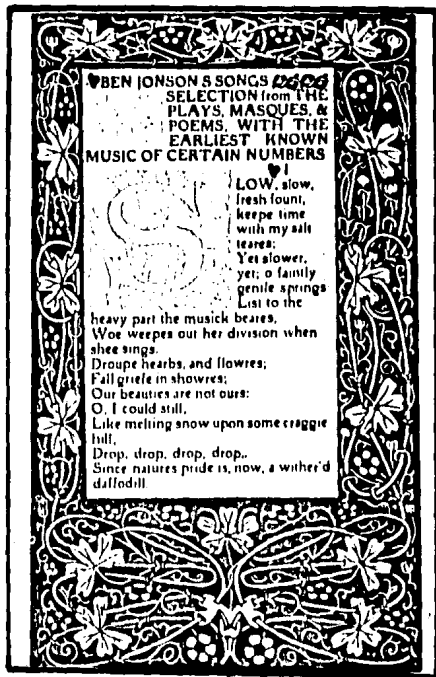 BEN JONSON S SONGS
SELECTION from THE
PLAYS, MASQUES, &
POEMS, WITH THE
EARLIEST KNOWN
MUSIC OF CERTAIN NUMBERS
I
SLOW, slow,
fresh fount,
keepe time
with my salt
teares;
Yet slower,
yet; o faintly
gentle springs
List to the
heavy part the musick beares,
Woe weepes out her division when
shee sings.
Droupe hearbs, and flowres;
Fall griefe in showres;
Our beauties are not ours:
O, I could still,
Like melting snow upon some craggie
hill,
Drop, drop, drop, drop,.
Since natures pride is, now, a wither'd
daffodill.